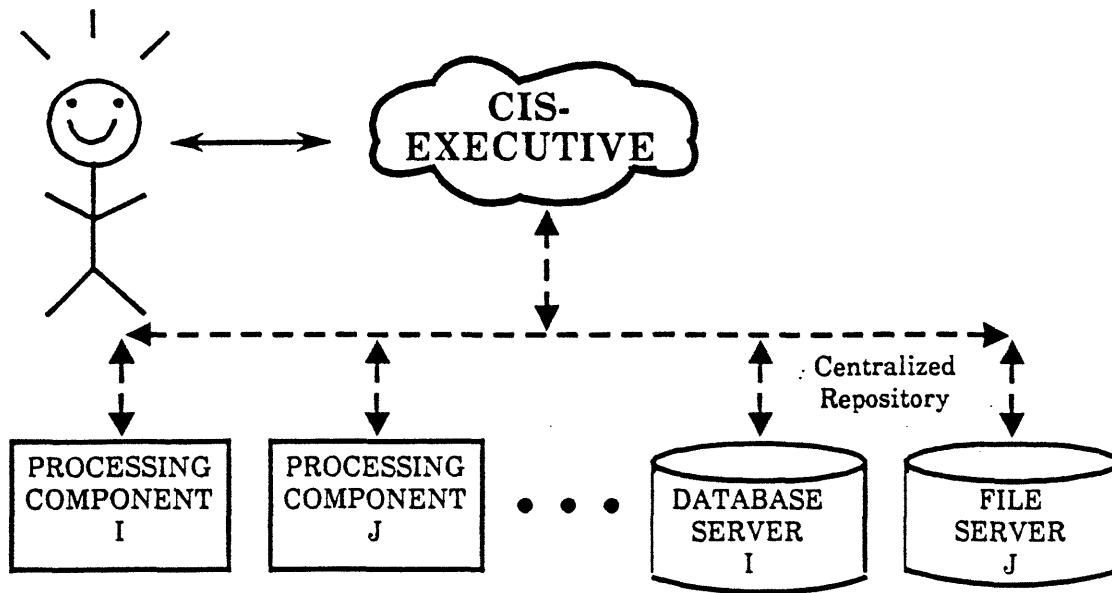 CIS-
EXECUTIVE
Centralized
Repository
PROCESSING
COMPONENT
I
PROCESSING
COMPONENT
J
DATABASE
SERVER
I
FILE
SERVER
J